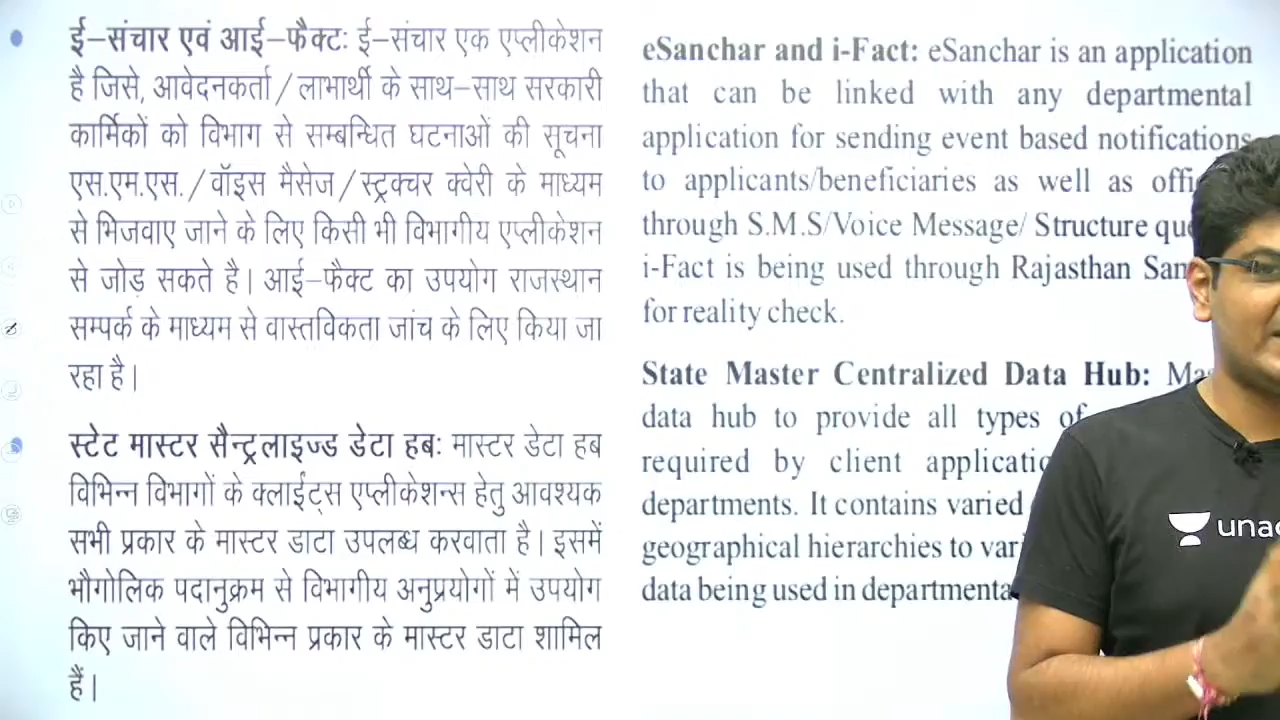 ई–संचार एवं आई–फैक्टः ई–संचार एक एप्लीकेशन
है जिसे, आवेदनकर्ता/लाभार्थी के साथ–साथ सरकारी
कार्मिकों को विभाग से सम्बन्धित घटनाओं की सूचना
एस.एम.एस./वॉइस मैसेज/स्ट्रक्चर क्वेरी के माध्यम
से भिजवाए जाने के लिए किसी भी विभागीय एप्लीकेशन
से जोड़ सकते है। आई–फैक्ट का उपयोग राजस्थान
सम्पर्क के माध्यम से वास्तविकता जांच के लिए किया जा
रहा है।
स्टेट मास्टर सैन्ट्रलाइज्ड डेटा हबः मास्टर डेटा हब
विभिन्न विभागों के क्लाईंट्स एप्लीकेशन्स हेतु आवश्यक
सभी प्रकार के मास्टर डाटा उपलब्ध करवाता है। इसमें
भौगोलिक पदानुक्रम से विभागीय अनुप्रयोगों में उपयोग
किए जाने वाले विभिन्न प्रकार के मास्टर डाटा शामिल
हैं।
eSanchar and i-Fact: eSanchar is an application
that can be linked with any departmental
application for sending event based notifications
to applicants/beneficiaries as well as
through S.M.S/Voice Message/ Structure
i-Fact is being used through Rajasthan
for reality check.
State Master Centralized Data Hub:
data hub to provide all types of
required by client
departments. It contains varied
geographical hierarchies to
data being used in